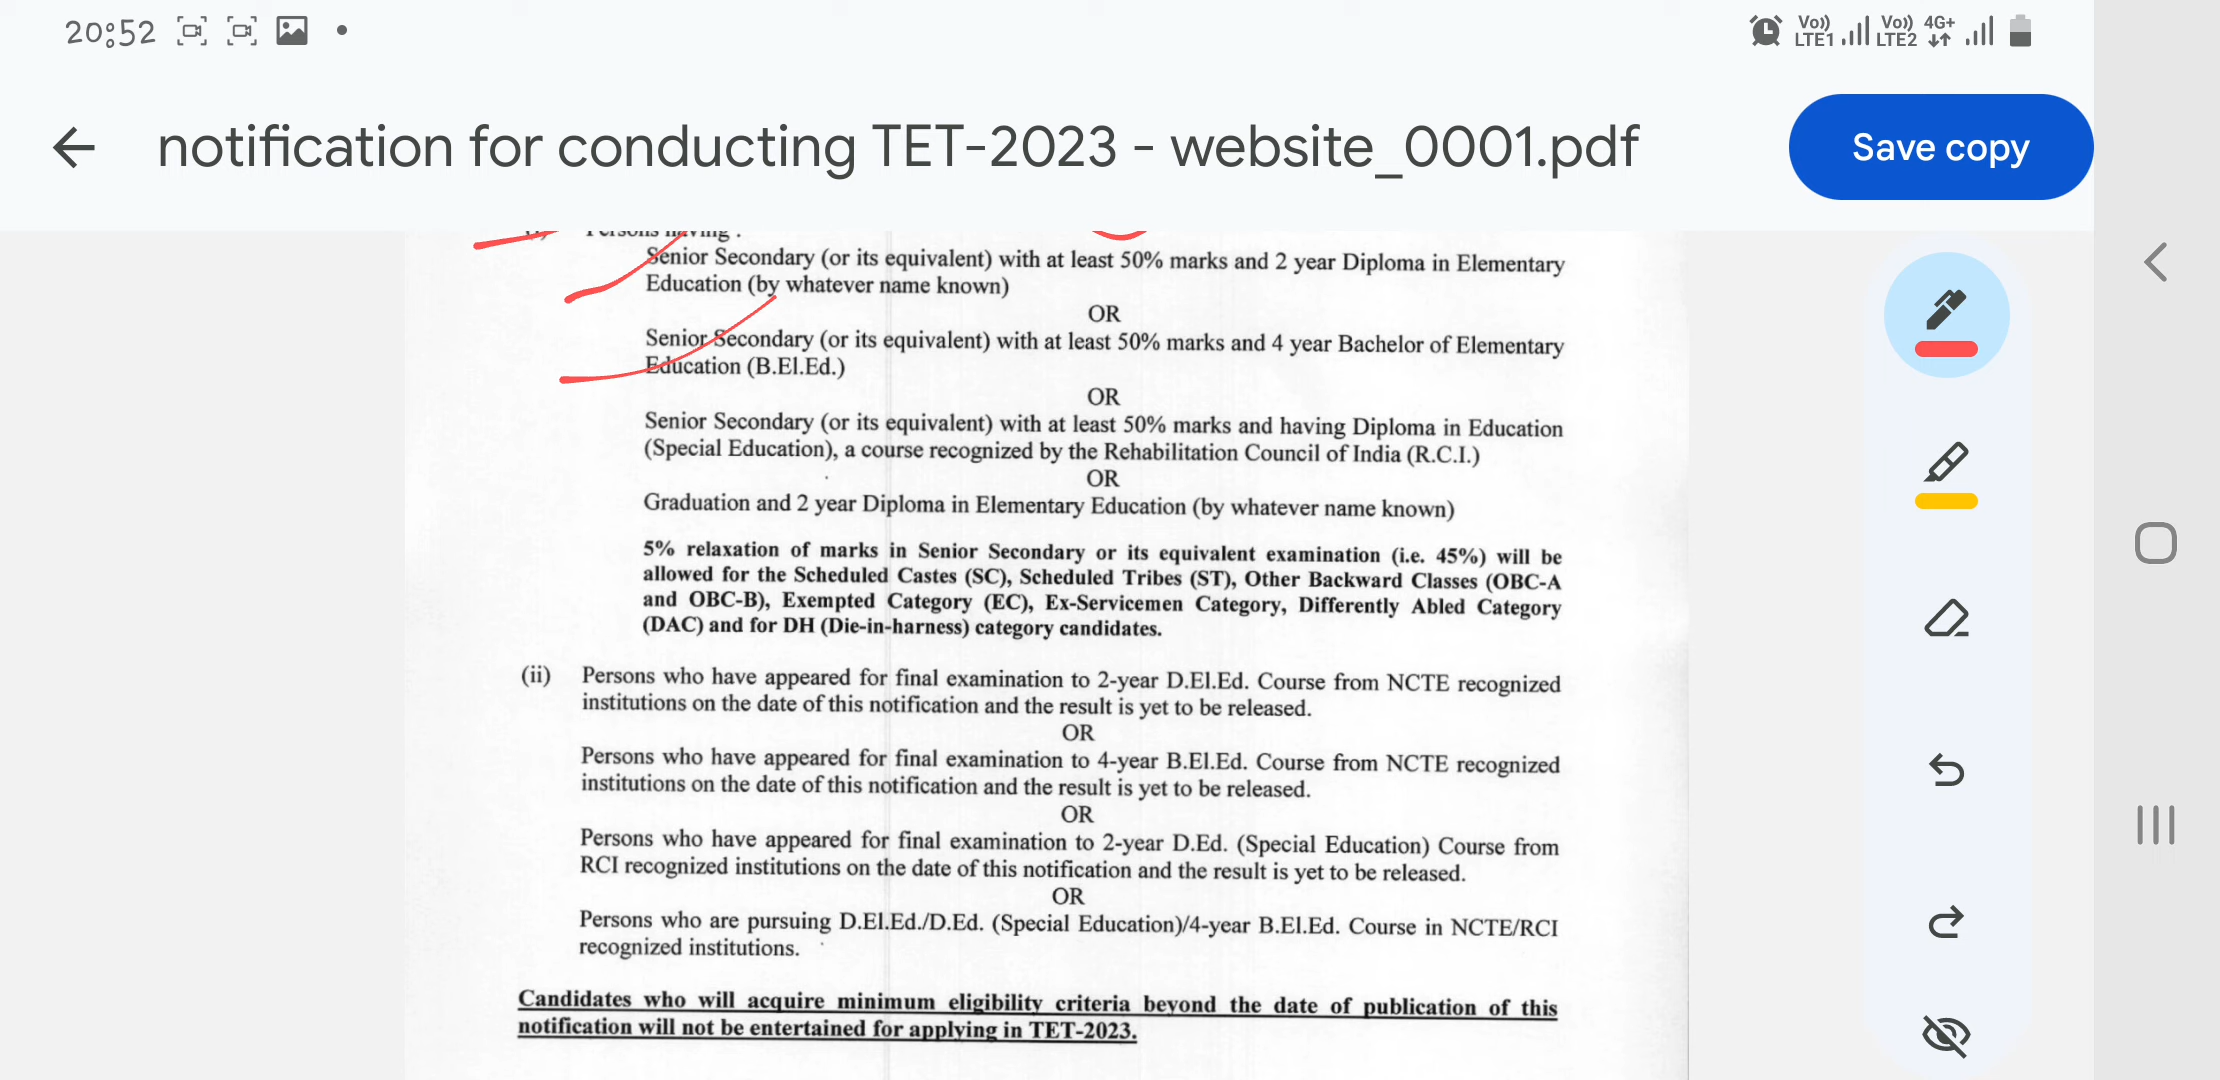 20:52
Vo)) LTE1 Vo)) LTE2 4G+
notification for conducting TET-2023 - website_0001.pdf
Save copy
Persons having :
Senior Secondary (or its equivalent) with at least 50% marks and 2 year Diploma in Elementary
Education (by whatever name known)
OR
Senior Secondary (or its equivalent) with at least 50% marks and 4 year Bachelor of Elementary
Education (B.El.Ed.)
OR
Senior Secondary (or its equivalent) with at least 50% marks and having Diploma in Education
(Special Education), a course recognized by the Rehabilitation Council of India (R.C.I.)
OR
Graduation and 2 year Diploma in Elementary Education (by whatever name known)
5% relaxation of marks in Senior Secondary or its equivalent examination (i.e. 45%) will be
allowed for the Scheduled Castes (SC), Scheduled Tribes (ST), Other Backward Classes (OBC-A
and OBC-B), Exempted Category (EC), Ex-Servicemen Category, Differently Abled Category
(DAC) and for DH (Die-in-harness) category candidates.
(ii) Persons who have appeared for final examination to 2-year D.El.Ed. Course from NCTE recognized
institutions on the date of this notification and the result is yet to be released.
OR
Persons who have appeared for final examination to 4-year B.El.Ed. Course from NCTE recognized
institutions on the date of this notification and the result is yet to be released.
OR
Persons who have appeared for final examination to 2-year D.Ed. (Special Education) Course from
RCI recognized institutions on the date of this notification and the result is yet to be released.
OR
Persons who are pursuing D.El.Ed./D.Ed. (Special Education)/4-year B.El.Ed. Course in NCTE/RCI
recognized institutions.
Candidates who will acquire minimum eligibility criteria beyond the date of publication of this
notification will not be entertained for applying in TET-2023.